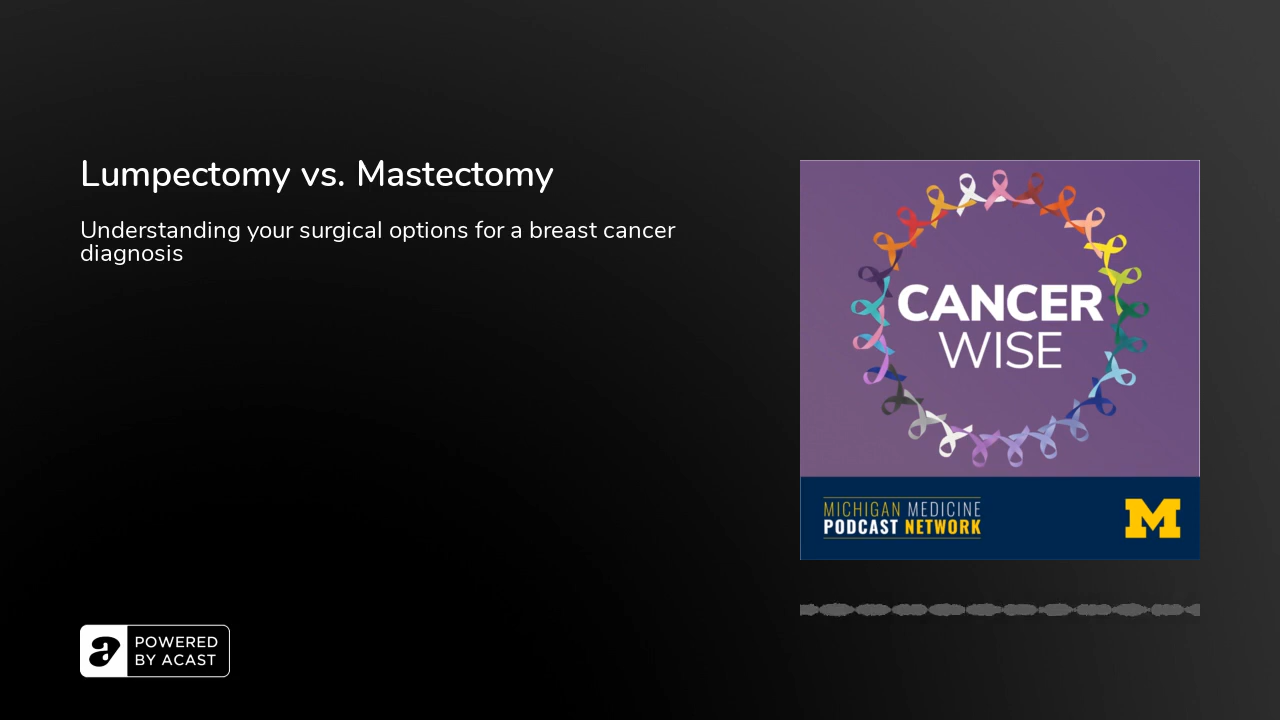 Lumpectomy vs. Mastectomy
Understanding your surgical options for a breast cancer
diagnosis
CANCER
WISE
MICHIGAN MEDICINE
PODCAST NETWORK
M
a
POWERED
BY ACAST